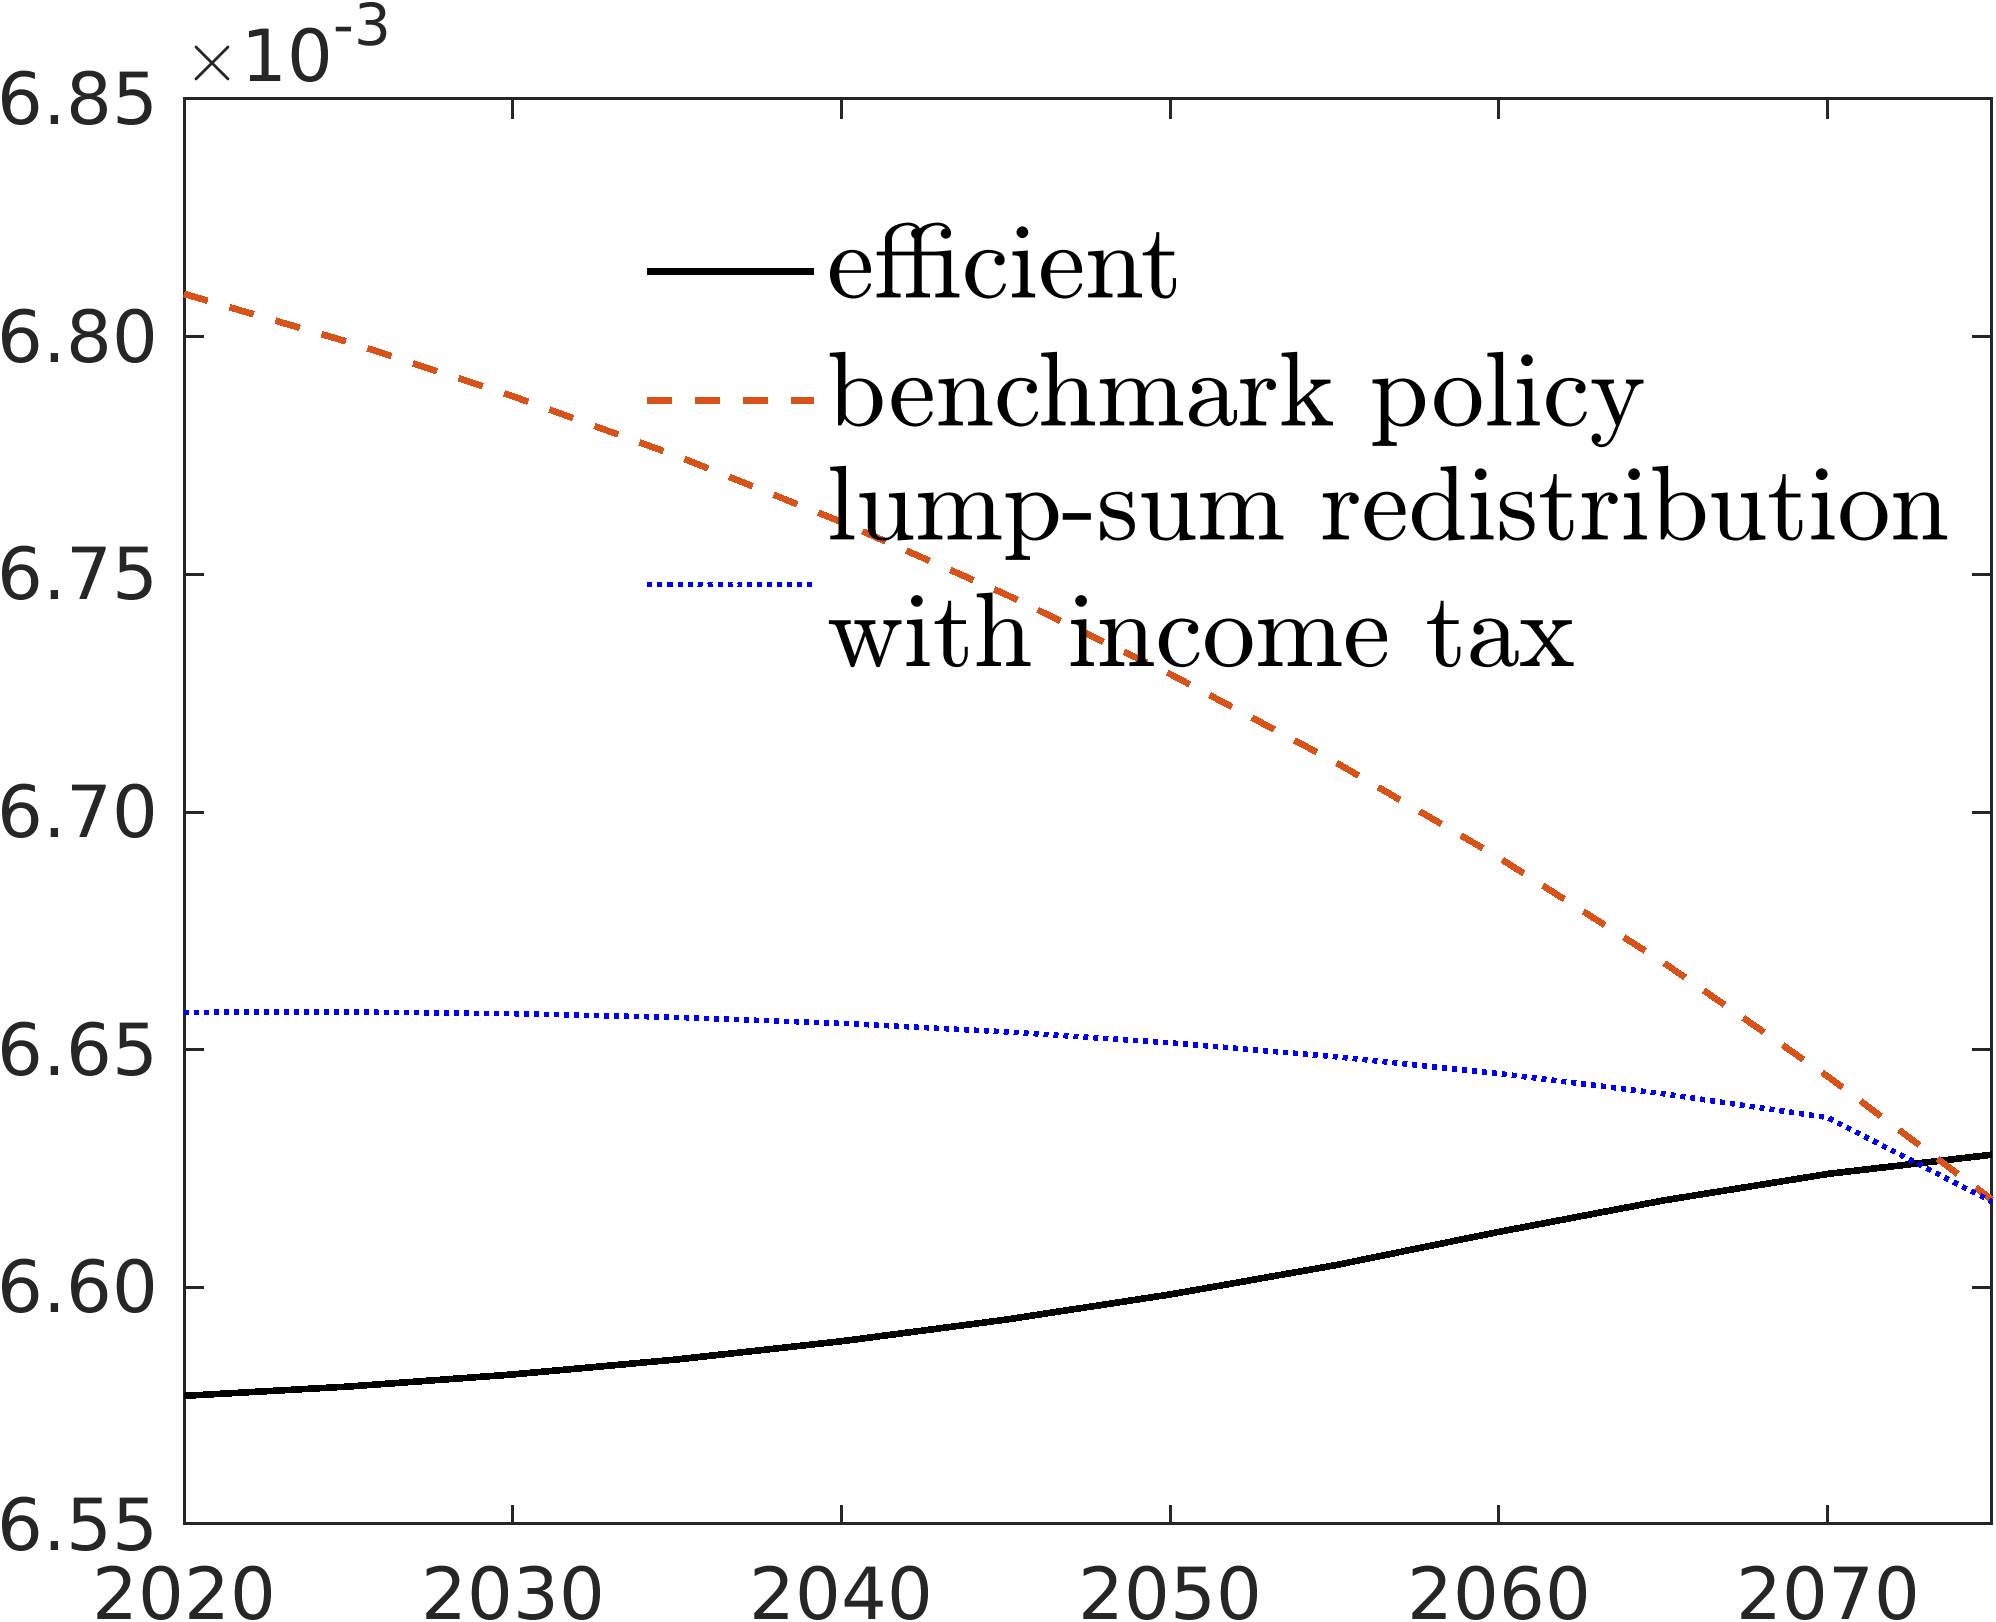 ×10-3
6.85
6.80
6.75
6.70
6.65
6.60
6.55
efficient
benchmark policy
lump-sum redistribution
with income tax
2020 2030 2040 2050 2060 2070